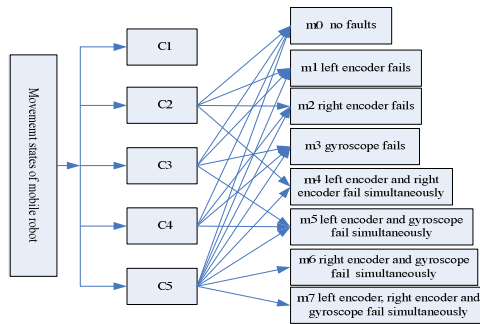 Movement states of mobile robot
C1
C2
C3
C4
C5
m0 no faults
m1 left encoder fails
m2 right encoder fails
m3 gyroscope fails
m4 left encoder and right
encoder fail simultaneously
m5 left encoder and gyroscope
fail simultaneously
m6 right encoder and gyroscope
fail simultaneously
m7 left encoder, right encoder and
gyroscope fail simultaneously